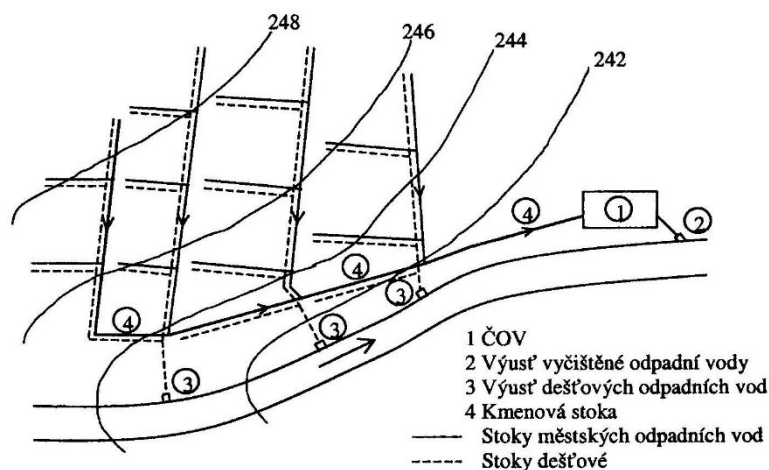 248
246
244
242
4
1
2
4
3
4
3
3
1 ČOV
2 Výusť vyčištěné odpadní vody
3 Výusť dešťových odpadních vod
4 Kmenová stoka
Stoky městských odpadních vod
Stoky dešťové